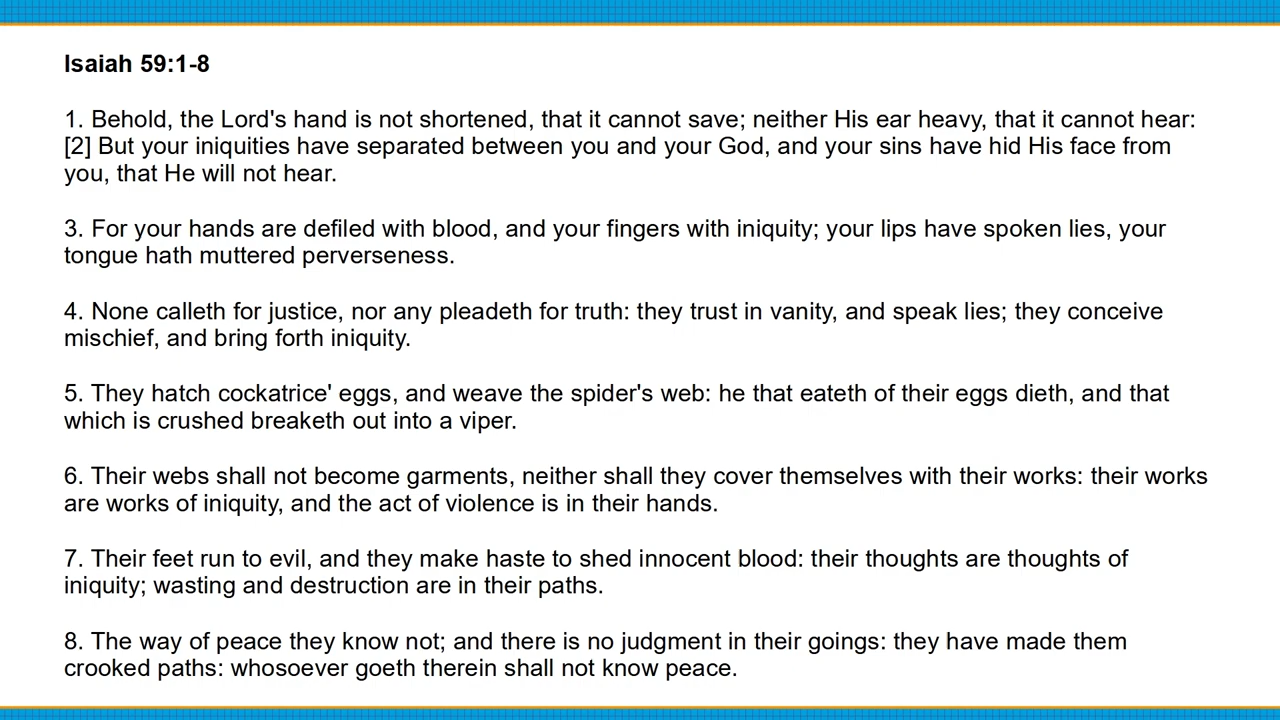 Isaiah 59:1-8
1. Behold, the Lord's hand is not shortened, that it cannot save; neither His ear heavy, that it cannot hear:
[2] But your iniquities have separated between you and your God, and your sins have hid His face from
you, that He will not hear.
3. For your hands are defiled with blood, and your fingers with iniquity; your lips have spoken lies, your
tongue hath muttered perverseness.
4. None calleth for justice, nor any pleadeth for truth: they trust in vanity, and speak lies; they conceive
mischief, and bring forth iniquity.
5. They hatch cockatrice' eggs, and weave the spider's web: he that eateth of their eggs dieth, and that
which is crushed breaketh out into a viper.
6. Their webs shall not become garments, neither shall they cover themselves with their works: their works
are works of iniquity, and the act of violence is in their hands.
7. Their feet run to evil, and they make haste to shed innocent blood: their thoughts are thoughts of
iniquity; wasting and destruction are in their paths.
8. The way of peace they know not; and there is no judgment in their goings: they have made them
crooked paths: whosoever goeth therein shall not know peace.